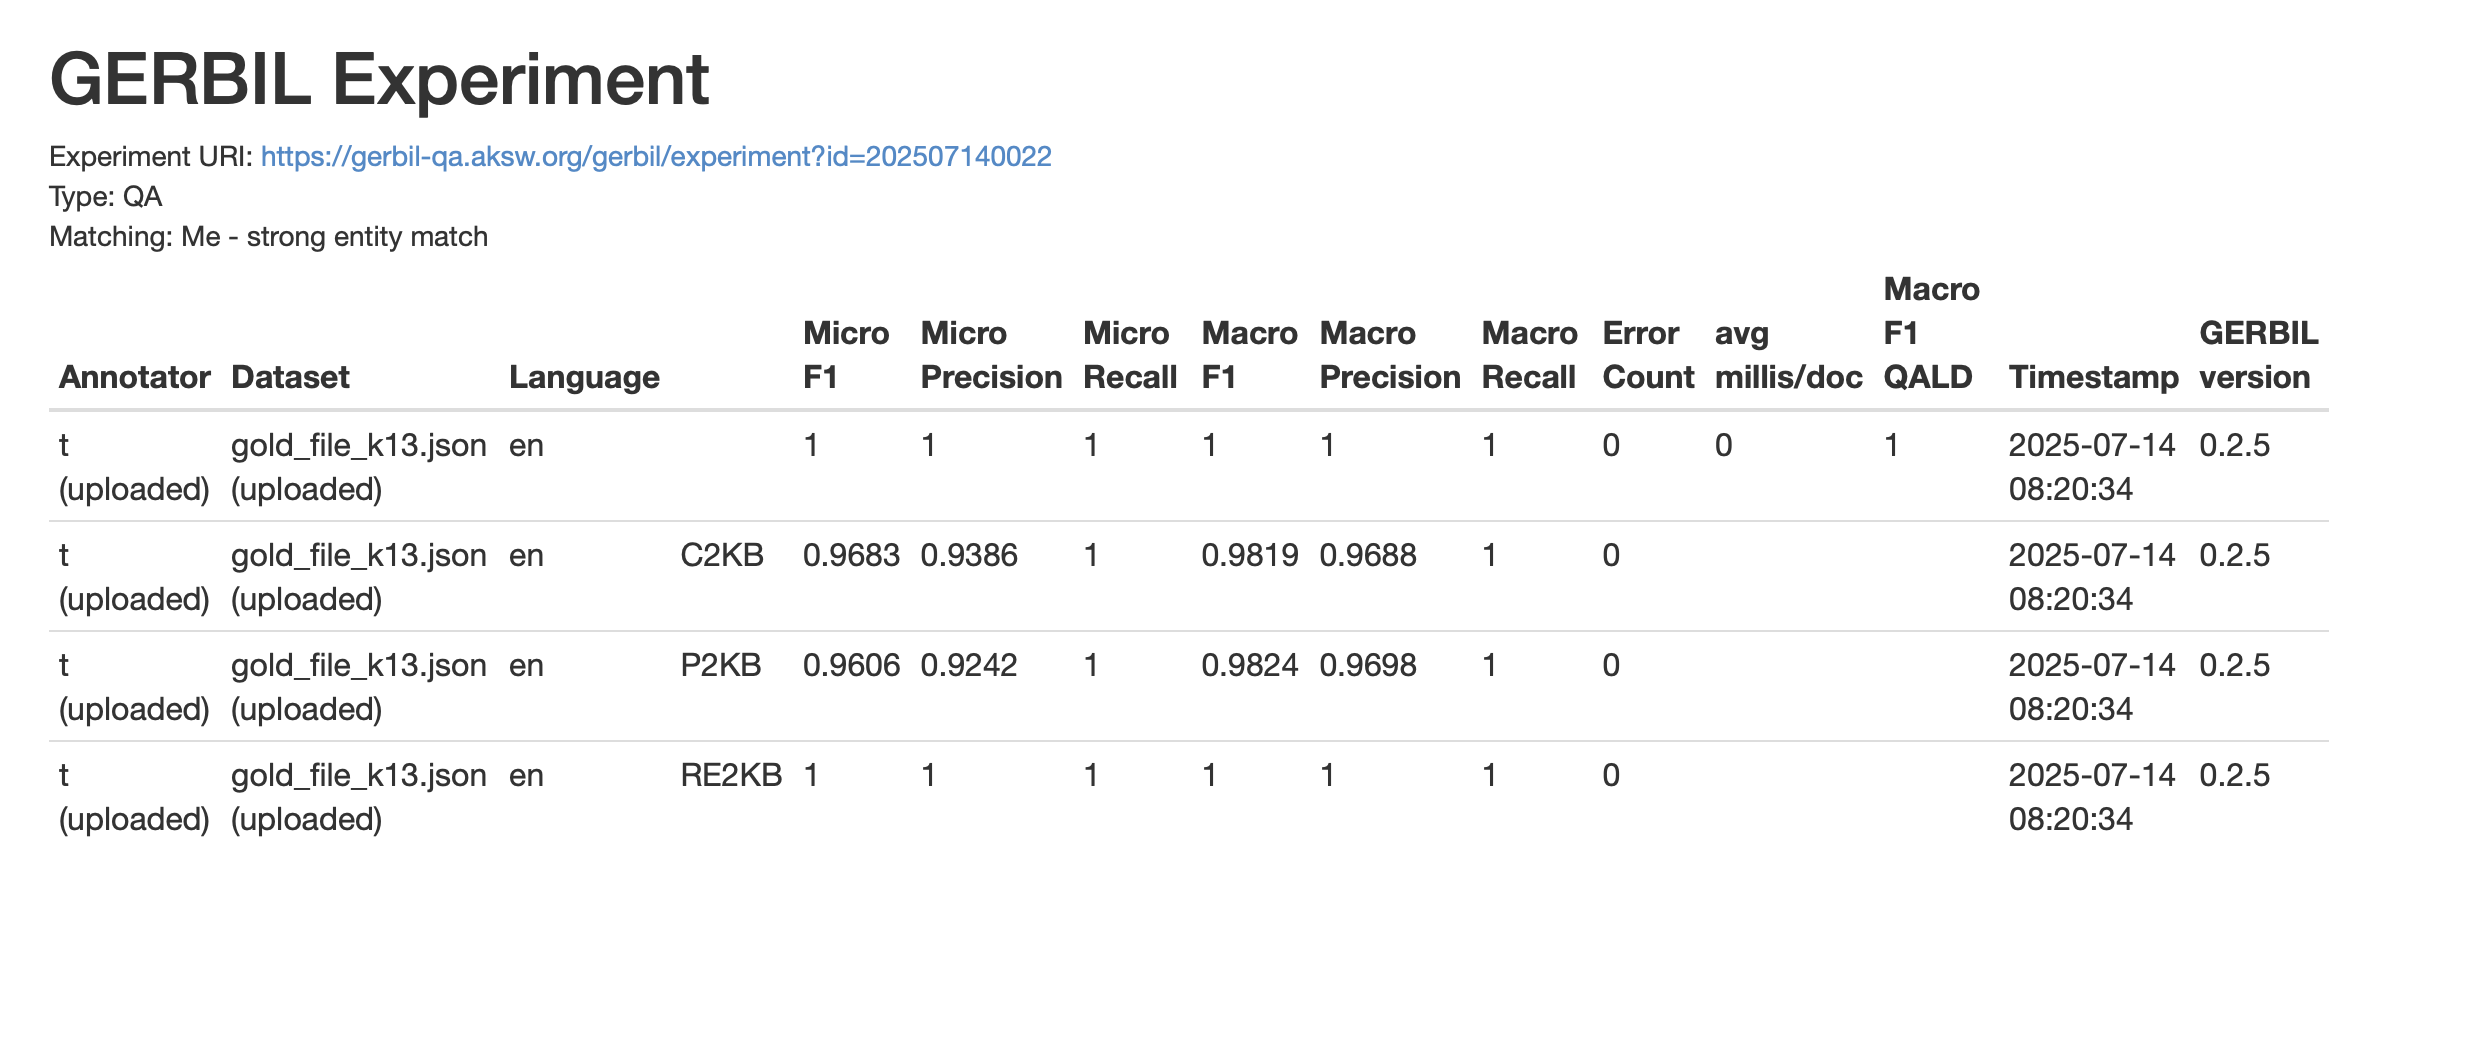 GERBIL Experiment
Experiment URI: https://gerbil-qa.aksw.org/gerbil/experiment?id=202507140022
Type: QA
Matching: Me - strong entity match
Annotator Dataset Language Micro F1 Micro Precision Micro Recall Macro F1 Macro Precision Macro Recall Error Count avg millis/doc Macro F1 QALD Timestamp GERBIL version
t (uploaded) gold_file_k13.json (uploaded) en 1 1 1 1 1 1 0 0 1 2025-07-14 08:20:34 0.2.5
t (uploaded) gold_file_k13.json (uploaded) en C2KB 0.9683 0.9386 1 0.9819 0.9688 1 0 2025-07-14 08:20:34 0.2.5
t (uploaded) gold_file_k13.json (uploaded) en P2KB 0.9606 0.9242 1 0.9824 0.9698 1 0 2025-07-14 08:20:34 0.2.5
t (uploaded) gold_file_k13.json (uploaded) en RE2KB 1 1 1 1 1 1 0 2025-07-14 08:20:34 0.2.5